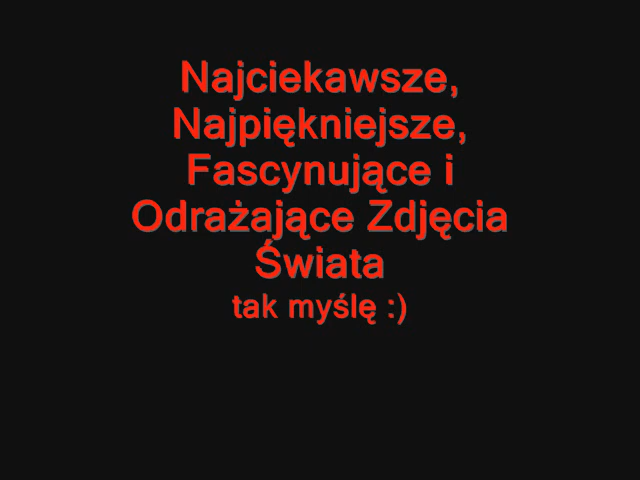 Najciekawsze,
Najpiękniejsze,
Fascynujące i
Odrażające Zdjęcia
Świata
tak myślę :)